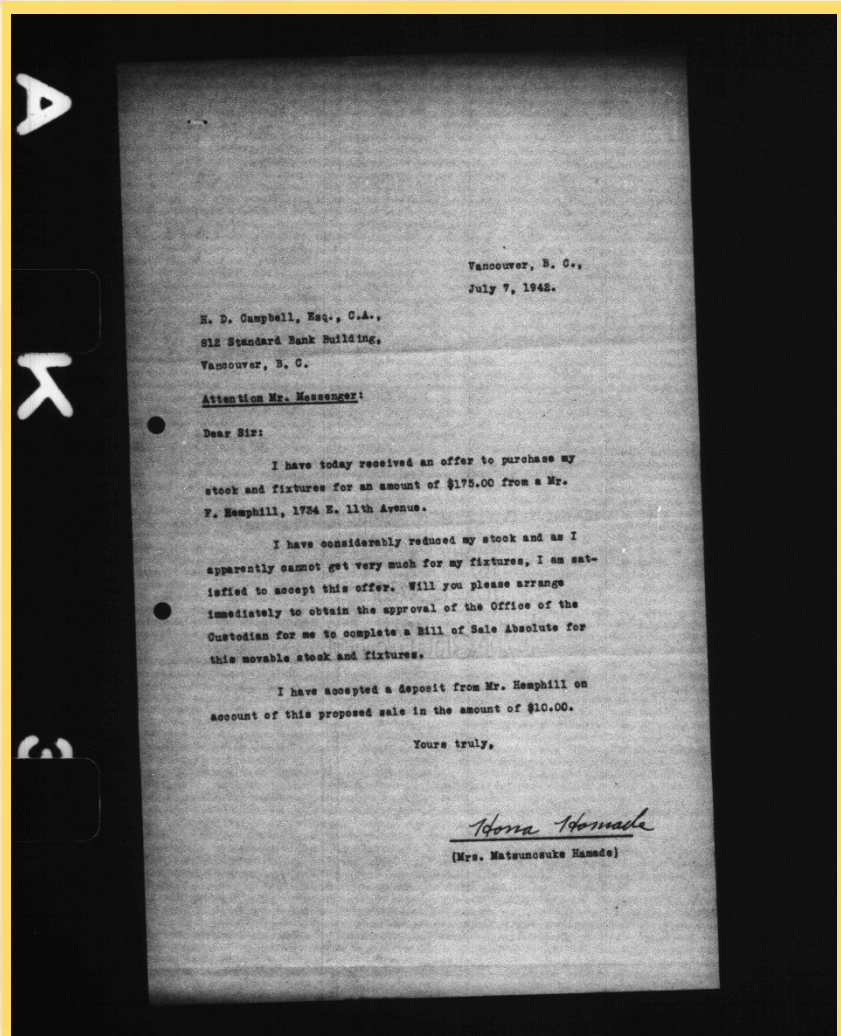 A
K
3
Vancouver, B. C.,
July 7, 1942.
H. D. Campbell, Esq., C.A.,
812 Standard Bank Building,
Vancouver, B. C.
Attention Mr. Messenger:
Dear Sir:
I have today received an offer to purchase my
stock and fixtures for an amount of $175.00 from a Mr.
F. Hemphill, 1734 E. 11th Avenue.
I have considerably reduced my stock and as I
apparently cannot get very much for my fixtures, I am sat-
isfied to accept this offer. Will you please arrange
immediately to obtain the approval of the Office of the
Custodian for me to complete a Bill of Sale Absolute for
this movable stock and fixtures.
I have accepted a deposit from Mr. Hemphill on
account of this proposed sale in the amount of $10.00.
Yours truly,
Hona Hamade
(Mrs. Matsunosuke Hamade)